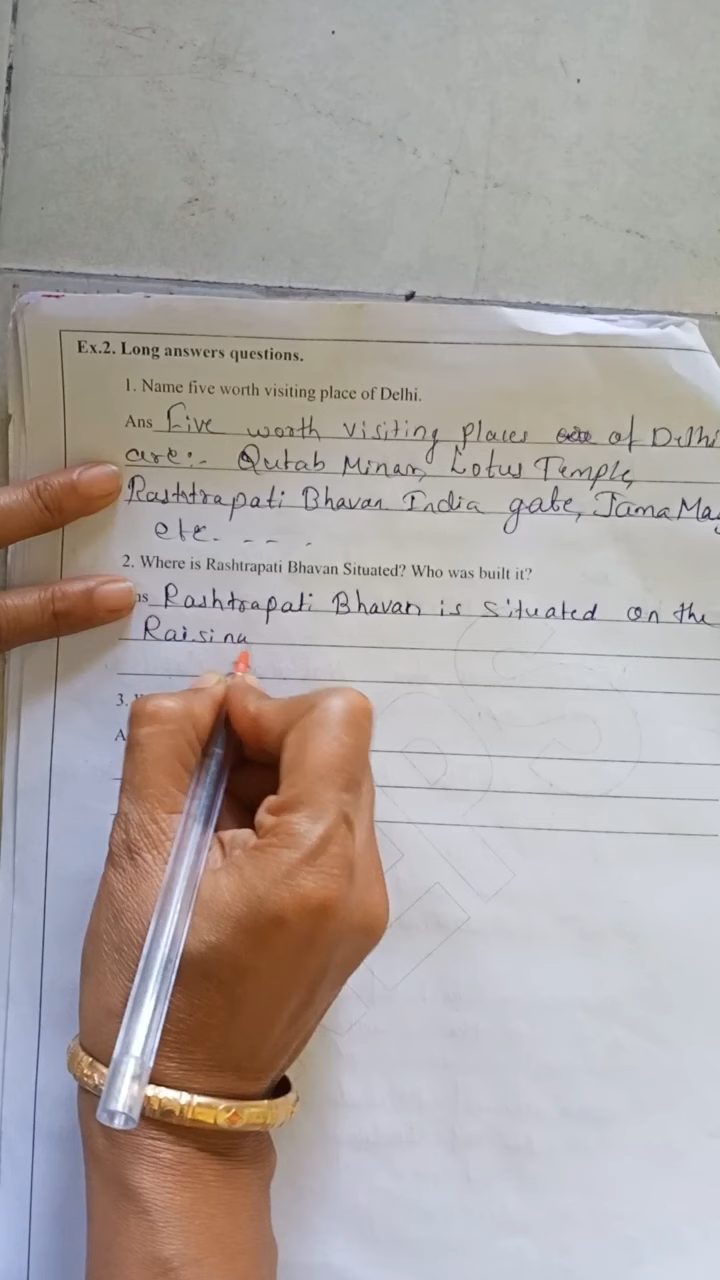 Ex.2. Long answers questions.
1. Name five worth visiting place of Delhi.
Ans Five worth visiting places of Delhi
are:- Qutab Minar, Lotus Temple,
Rashtrapati Bhavan India gate, Jama
etc. -- .
2. Where is Rashtrapati Bhavan Situated? Who was built it?
ns Rashtrapati Bhavan is situated on the
Raisina
3.
A